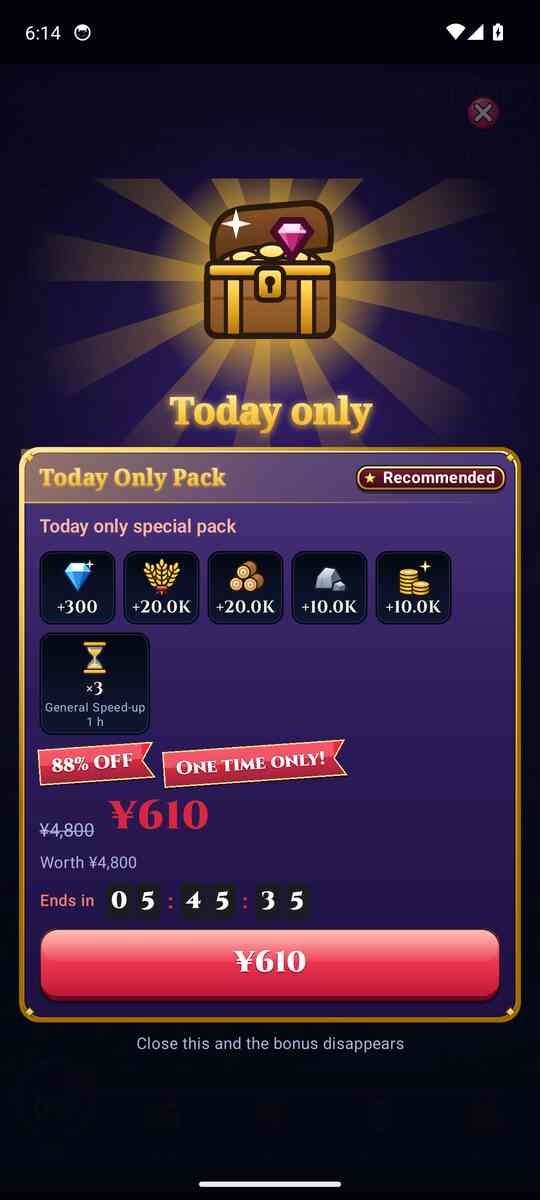 6:14
Today only
Today Only Pack
★ Recommended
Today only special pack
+300
+20.0K
+20.0K
+10.0K
+10.0K
×3
General Speed-up
1 h
88% OFF
One time only!
¥4,800 ¥610
Worth ¥4,800
Ends in 05:45:35
¥610
Close this and the bonus disappears